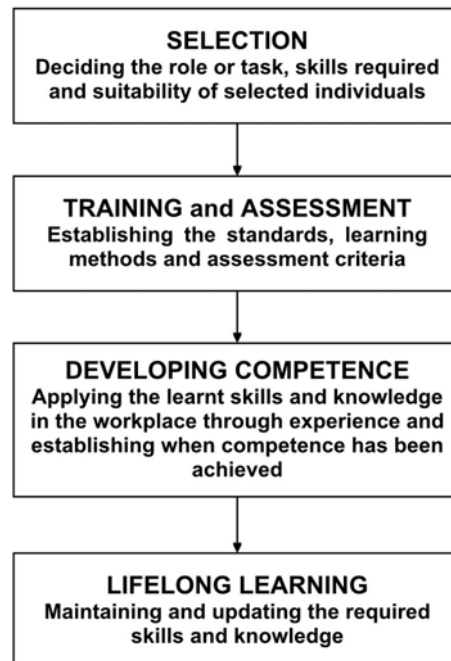 SELECTION
Deciding the role or task, skills required
and suitability of selected individuals
TRAINING and ASSESSMENT
Establishing the standards, learning
methods and assessment criteria
DEVELOPING COMPETENCE
Applying the learnt skills and knowledge
in the workplace through experience and
establishing when competence has been
achieved
LIFELONG LEARNING
Maintaining and updating the required
skills and knowledge